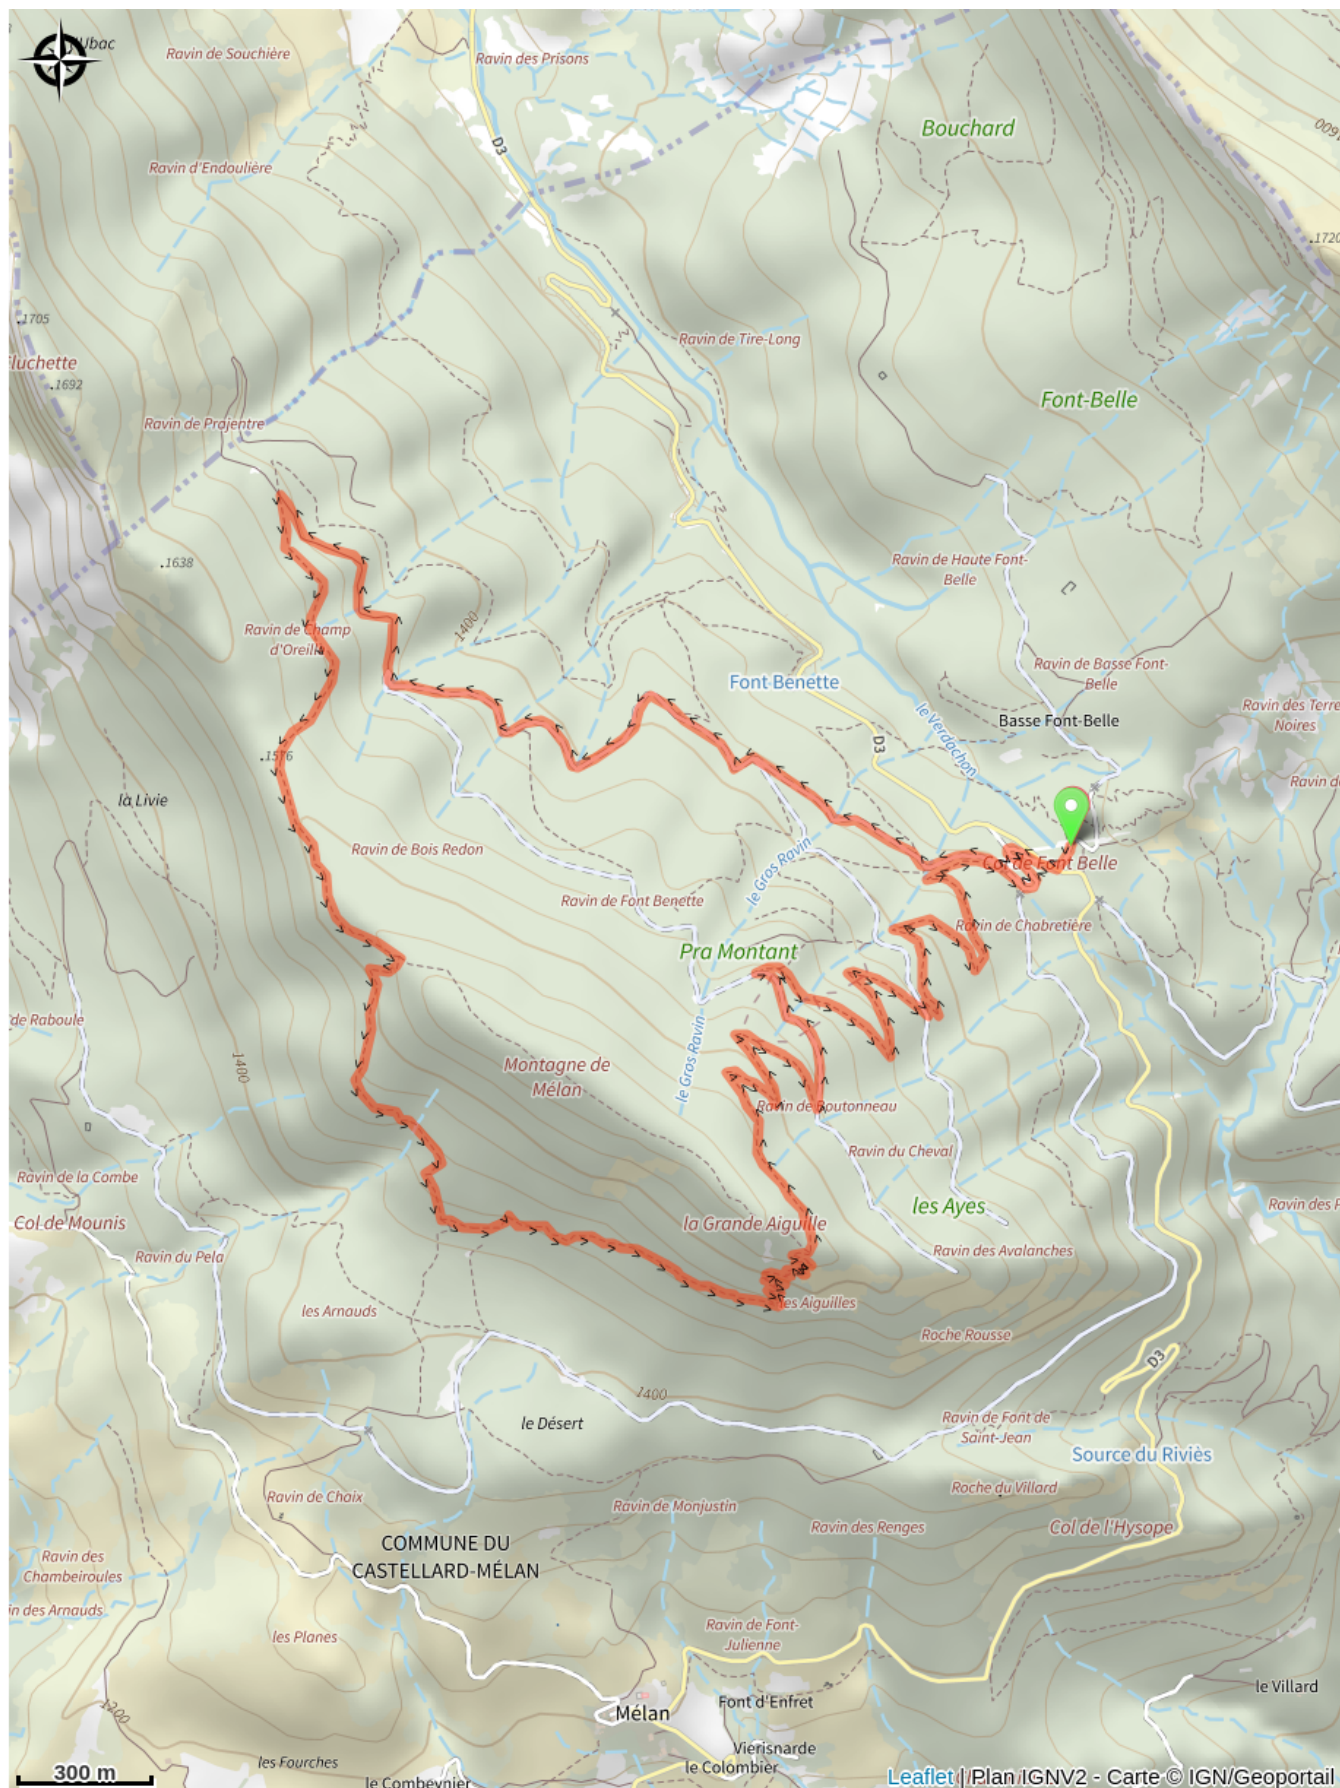 Ubac
Ravin de Souchière
Ravin des Prisons
Bouchard
D3
Ravin d'Endoulière
1720
1705
Ravin de Tire-Long
luchette
1692
Font-Belle
Ravin de Prajentre
1638
Ravin de Haute Font-
Belle
1400
Ravin de Champ
d'Oreille
Ravin de Basse Font-
Belle
Font Benette
le Verdachon
Basse Font-Belle
Ravin des Terre
Noires
D3
1576
Ravin d
la Livie
Ravin de Bois Redon
le Gros Ravin
Col de Font Belle
Ravin de Font Benette
Ravin de Chabretière
Pra Montant
de Raboule
le Gros Ravin
1400
Montagne de
Mélan
Ravin de Boutonneau
Ravin du Cheval
Ravin de la Combe
les Ayes
Ravin des
Col de Mounis
la Grande Aiguille
Ravin du Pela
Ravin des Avalanches
les Arnauds
les Aiguilles
Roche Rousse
D3
1400
le Désert
Ravin de Font de
Saint-Jean
Source du Riviès
Roche du Villard
Ravin de Chaix
Ravin de Monjustin
Ravin des Renges
Col de l'Hysope
COMMUNE DU
CASTELLARD-MÉLAN
Ravin des
Chambeiroules
in des Arnauds
les Planes
Ravin de Font-
Julienne
le Villard
1200
Mélan
Font d'Enfret
Vierisnarde
les Fourches
le Colombier
le Combeynier
300 m
Leaflet | Plan IGNV2 - Carte © IGN/Geoportail